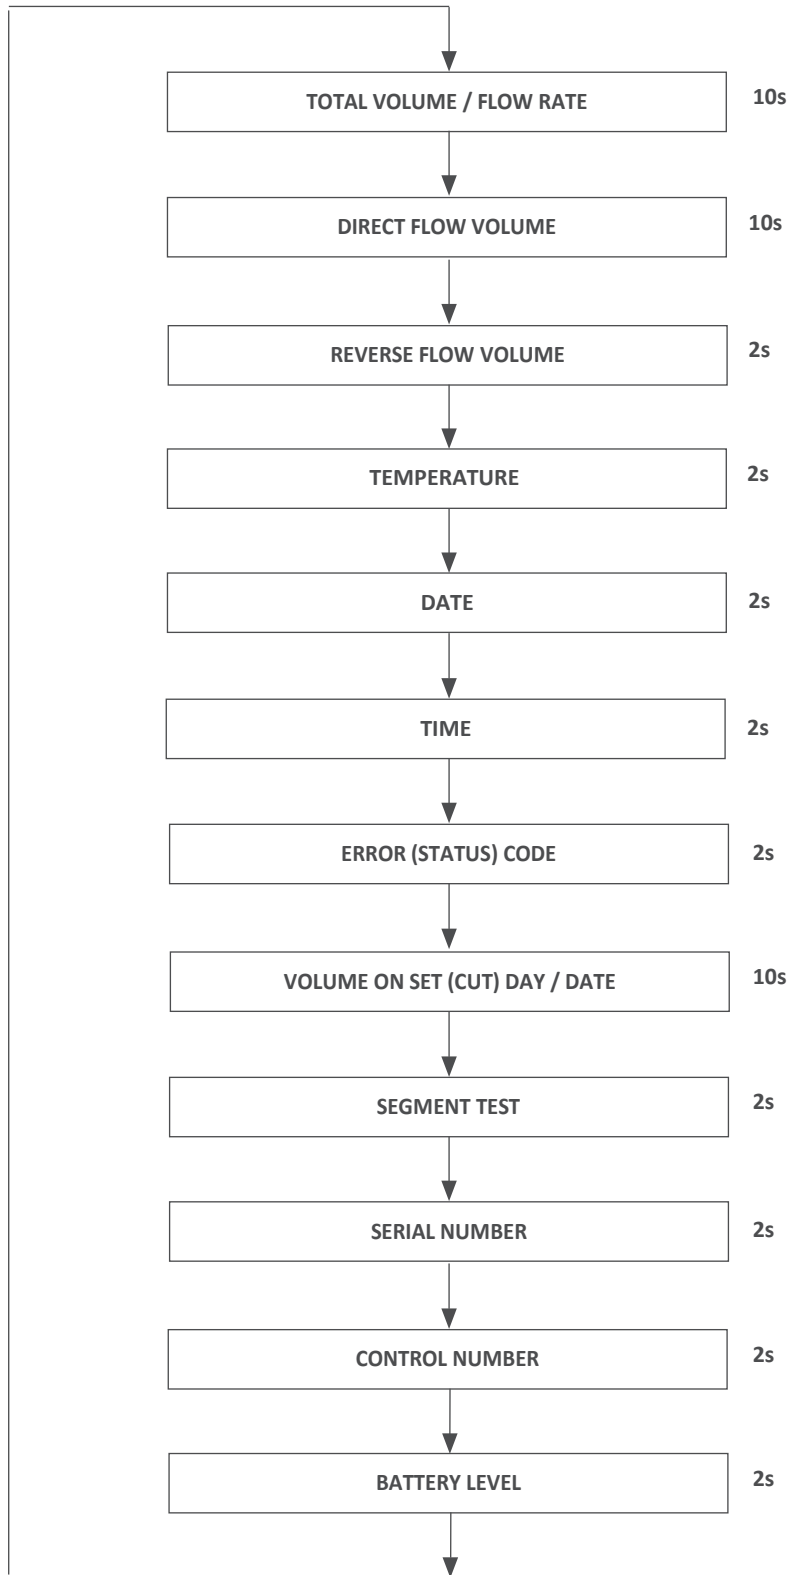 TOTAL VOLUME / FLOW RATE 10s
DIRECT FLOW VOLUME 10s
REVERSE FLOW VOLUME 2s
TEMPERATURE 2s
DATE 2s
TIME 2s
ERROR (STATUS) CODE 2s
VOLUME ON SET (CUT) DAY / DATE 10s
SEGMENT TEST 2s
SERIAL NUMBER 2s
CONTROL NUMBER 2s
BATTERY LEVEL 2s